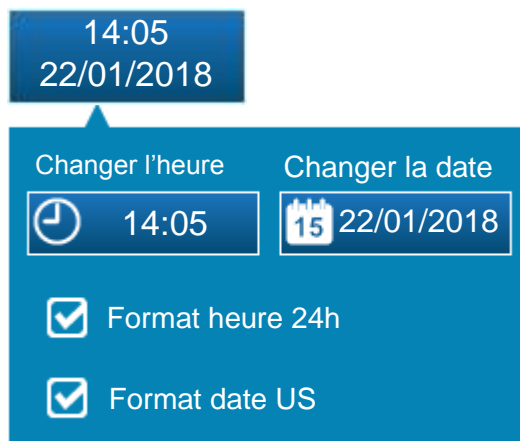 14:05
22/01/2018
Changer l’heure
Changer la date
14:05
15
22/01/2018
Format heure 24h
Format date US